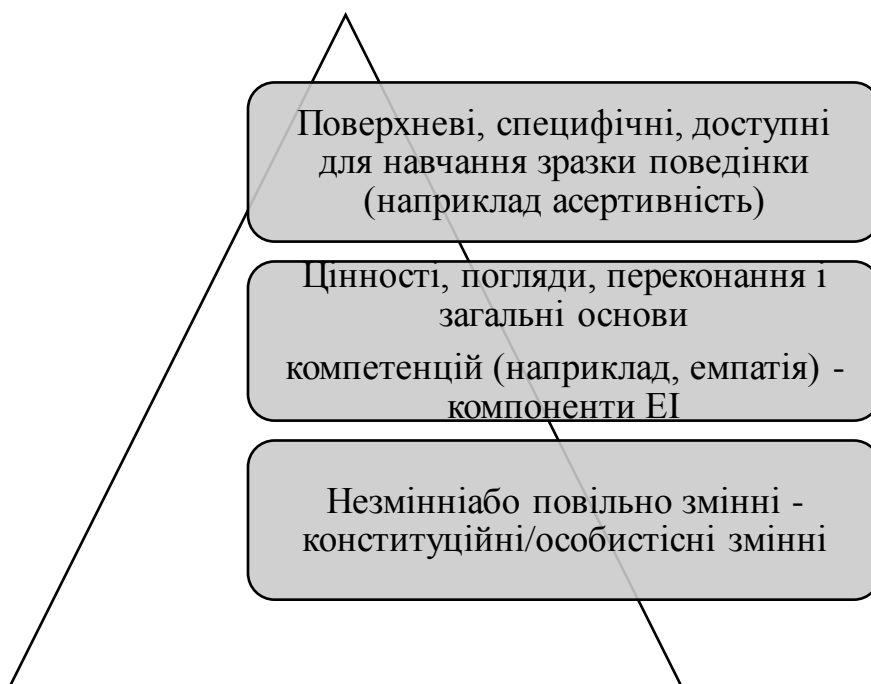 Поверхневі, специфічні, доступні
для навчання зразки поведінки
(наприклад асертивність)
Цінності, погляди, переконання і
загальні основи
компетенцій (наприклад, емпатія) -
компоненти ЕІ
Незмінніабо повільно змінні -
конституційні/особистісні змінні